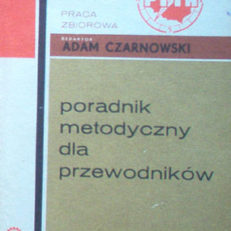 PRACA
ZBIOROWA
REDAKTOR
ADAM CZARNOWSKI
poradnik
metodyczny
dla
przewodników